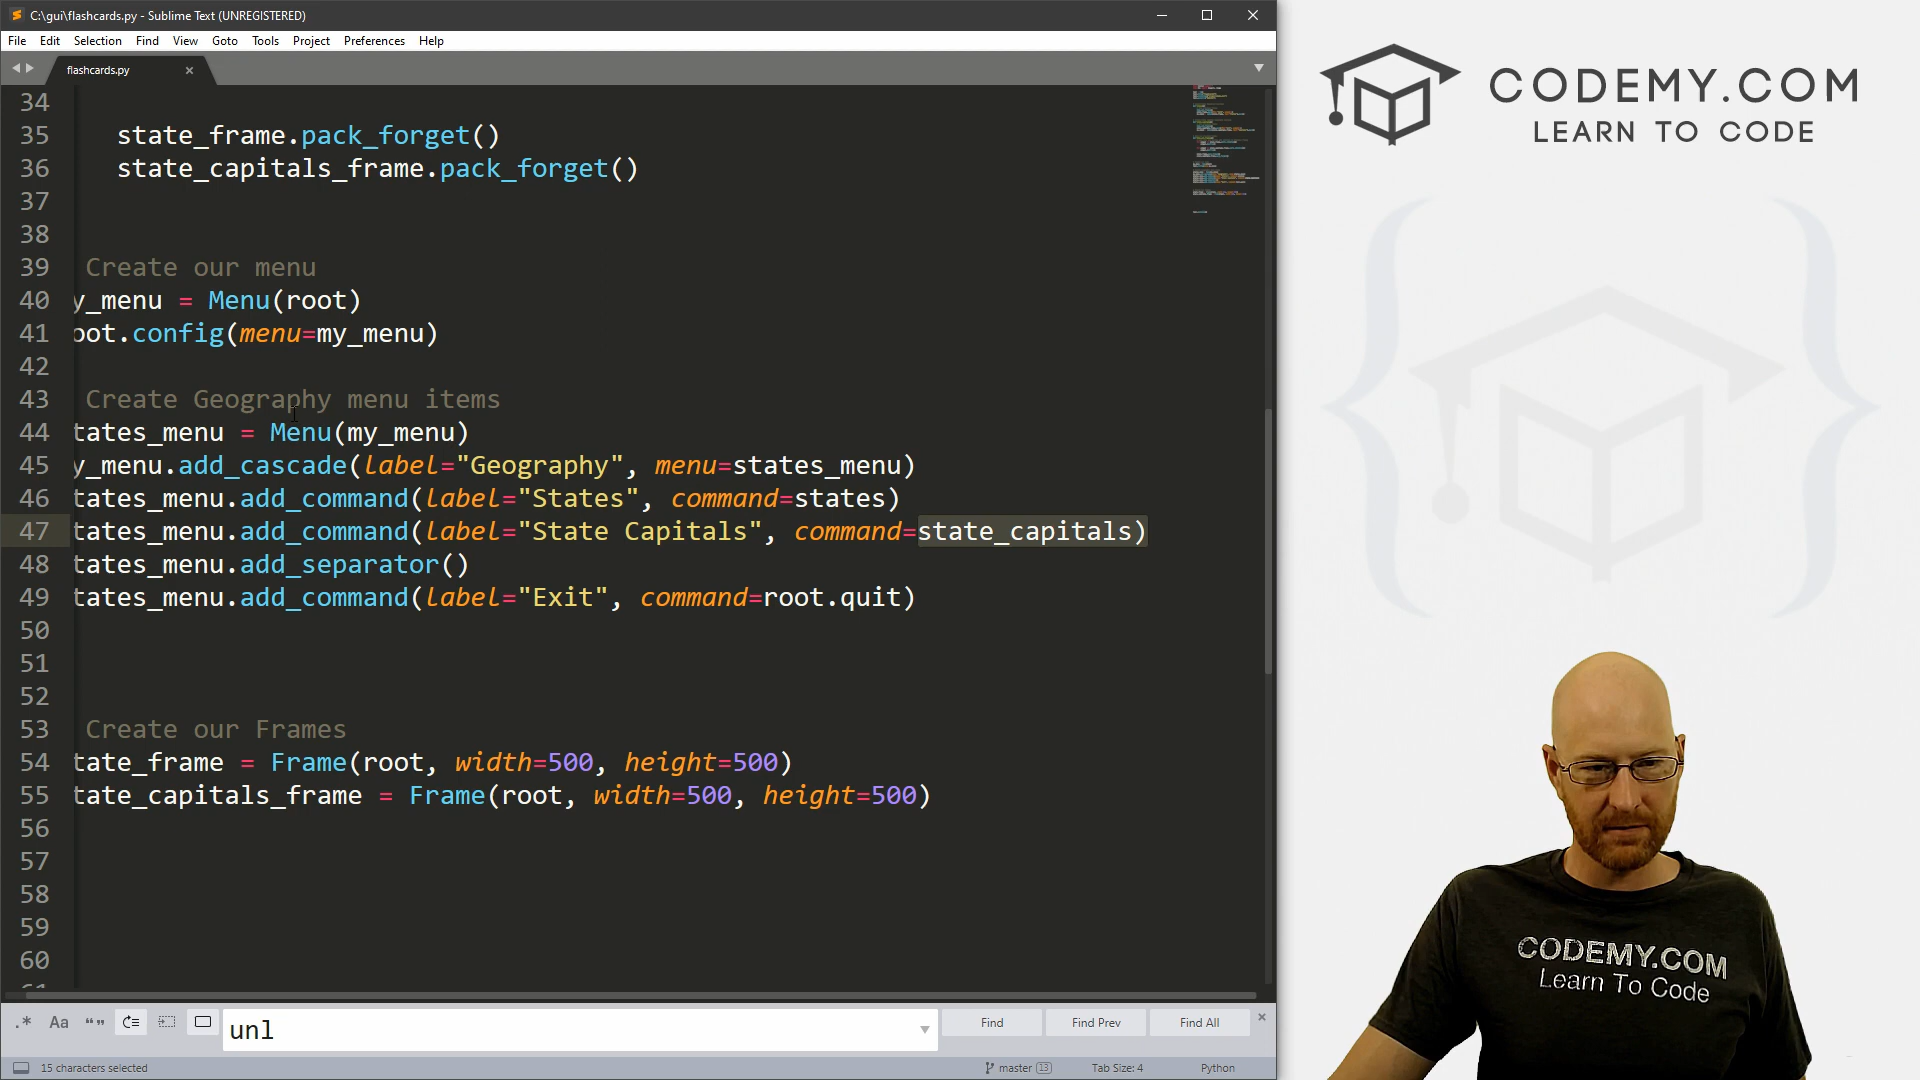 C:\gui\flashcards.py - Sublime Text (UNREGISTERED)
File Edit Selection Find View Goto Tools Project Preferences Help
flashcards.py
34
35 state_frame.pack_forget()
36 state_capitals_frame.pack_forget()
37
38
39 Create our menu
40 y_menu = Menu(root)
41 oot.config(menu=my_menu)
42
43 Create Geography menu items
44 tates_menu = Menu(my_menu)
45 y_menu.add_cascade(label="Geography", menu=states_menu)
46 tates_menu.add_command(label="States", command=states)
47 tates_menu.add_command(label="State Capitals", command=state_capitals)
48 tates_menu.add_separator()
49 tates_menu.add_command(label="Exit", command=root.quit)
50
51
52
53 Create our Frames
54 tate_frame = Frame(root, width=500, height=500)
55 tate_capitals_frame = Frame(root, width=500, height=500)
56
57
58
59
60
.* Aa "" unl Find Find Prev Find All
15 characters selected master 13 Tab Size: 4 Python
CODEMY.COM
LEARN TO CODE
CODEMY.COM
Learn To Code